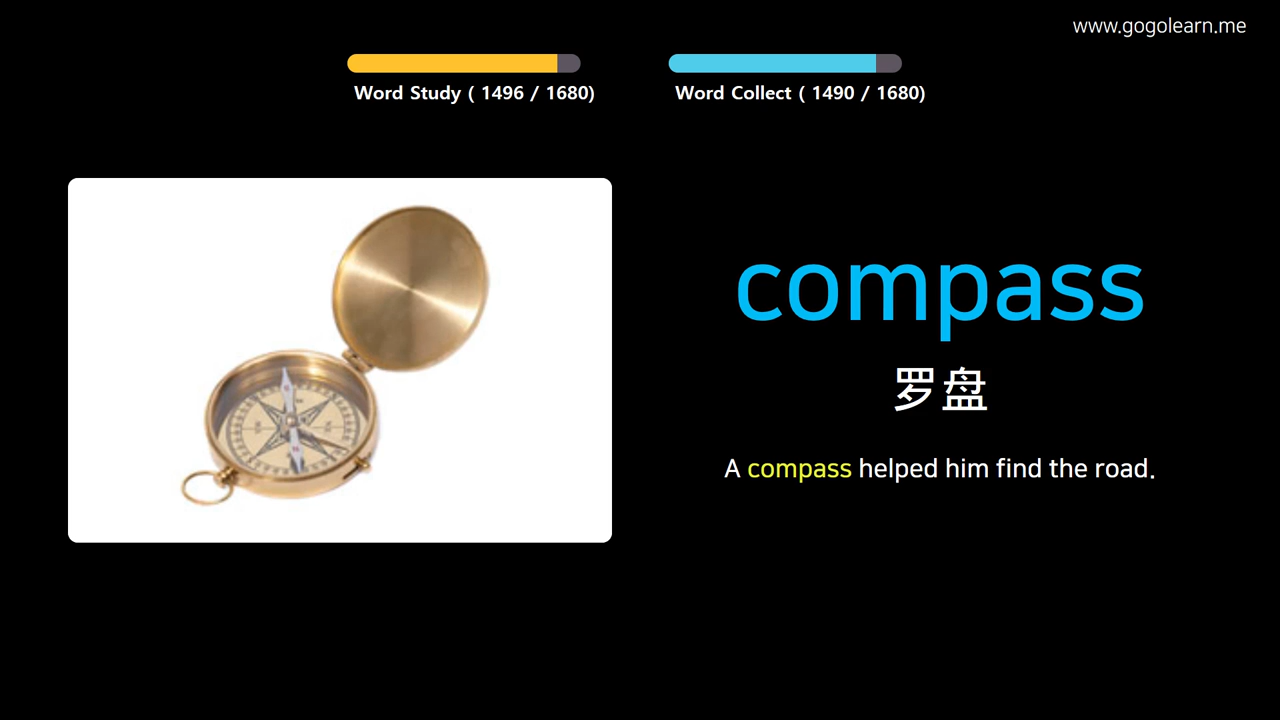 www.gogolearn.me
Word Study ( 1496 / 1680)
Word Collect ( 1490 / 1680)
compass
罗盘
A compass helped him find the road.